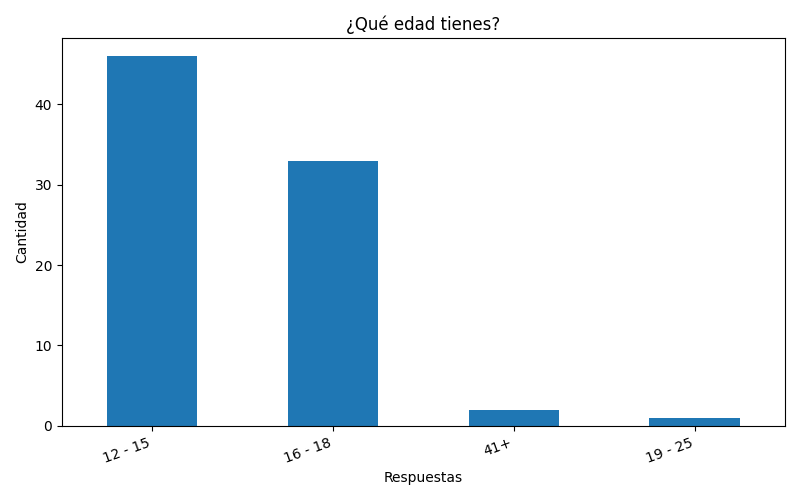 ¿Qué edad tienes?
Cantidad
40
30
20
10
0
12 - 15
16 - 18
41+
19 - 25
Respuestas